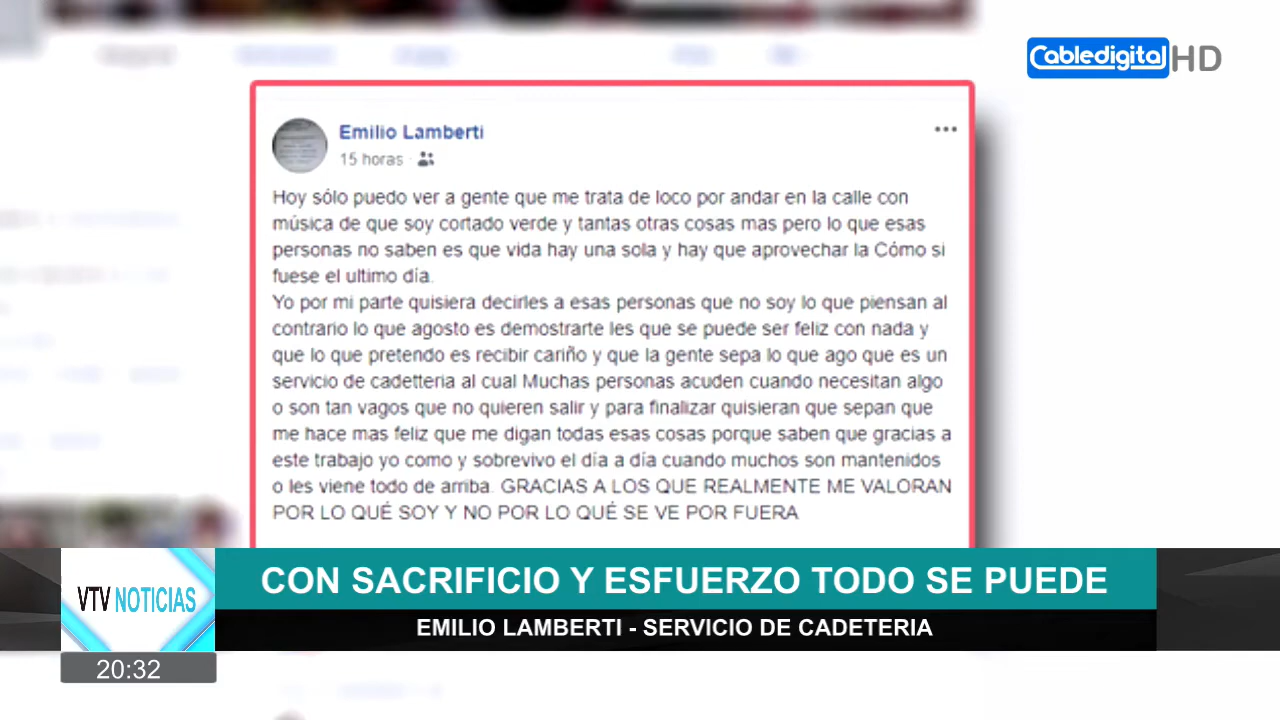 Cabledigital HD
Emilio Lamberti
15 horas ·
Hoy sólo puedo ver a gente que me trata de loco por andar en la calle con
música de que soy cortado verde y tantas otras cosas mas pero lo que esas
personas no saben es que vida hay una sola y hay que aprovechar la Cómo si
fuese el ultimo día.
Yo por mi parte quisiera decirles a esas personas que no soy lo que piensan al
contrario lo que agosto es demostrarte les que se puede ser feliz con nada y
que lo que pretendo es recibir cariño y que la gente sepa lo que ago que es un
servicio de cadetteria al cual Muchas personas acuden cuando necesitan algo
o son tan vagos que no quieren salir y para finalizar quisieran que sepan que
me hace mas feliz que me digan todas esas cosas porque saben que gracias a
este trabajo yo como y sobrevivo el día a día cuando muchos son mantenidos
o les viene todo de arriba. GRACIAS A LOS QUE REALMENTE ME VALORAN
POR LO QUÉ SOY Y NO POR LO QUÉ SE VE POR FUERA
VTV NOTICIAS
CON SACRIFICIO Y ESFUERZO TODO SE PUEDE
EMILIO LAMBERTI - SERVICIO DE CADETERIA
20:32